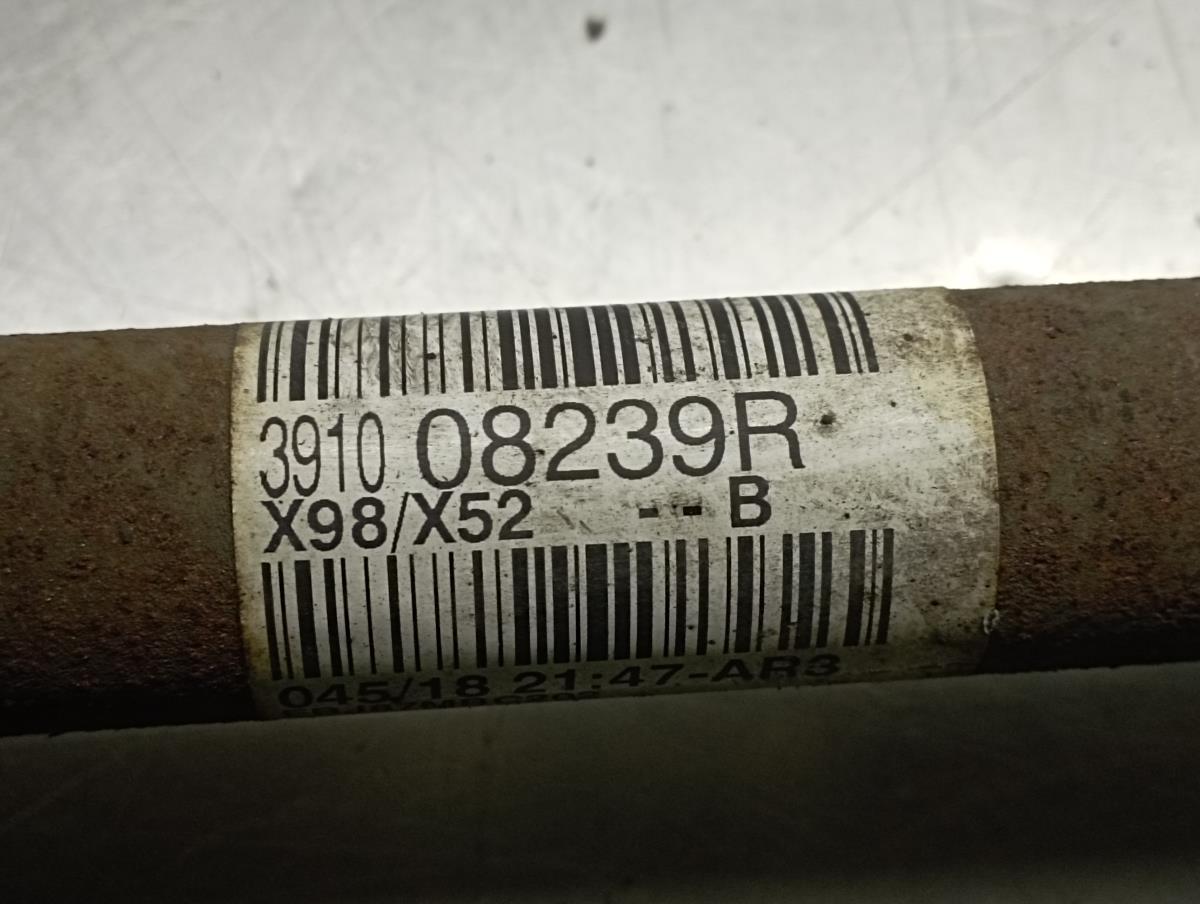 3910 08239R
X98/X52 -- B
045/18 21:47-AR3